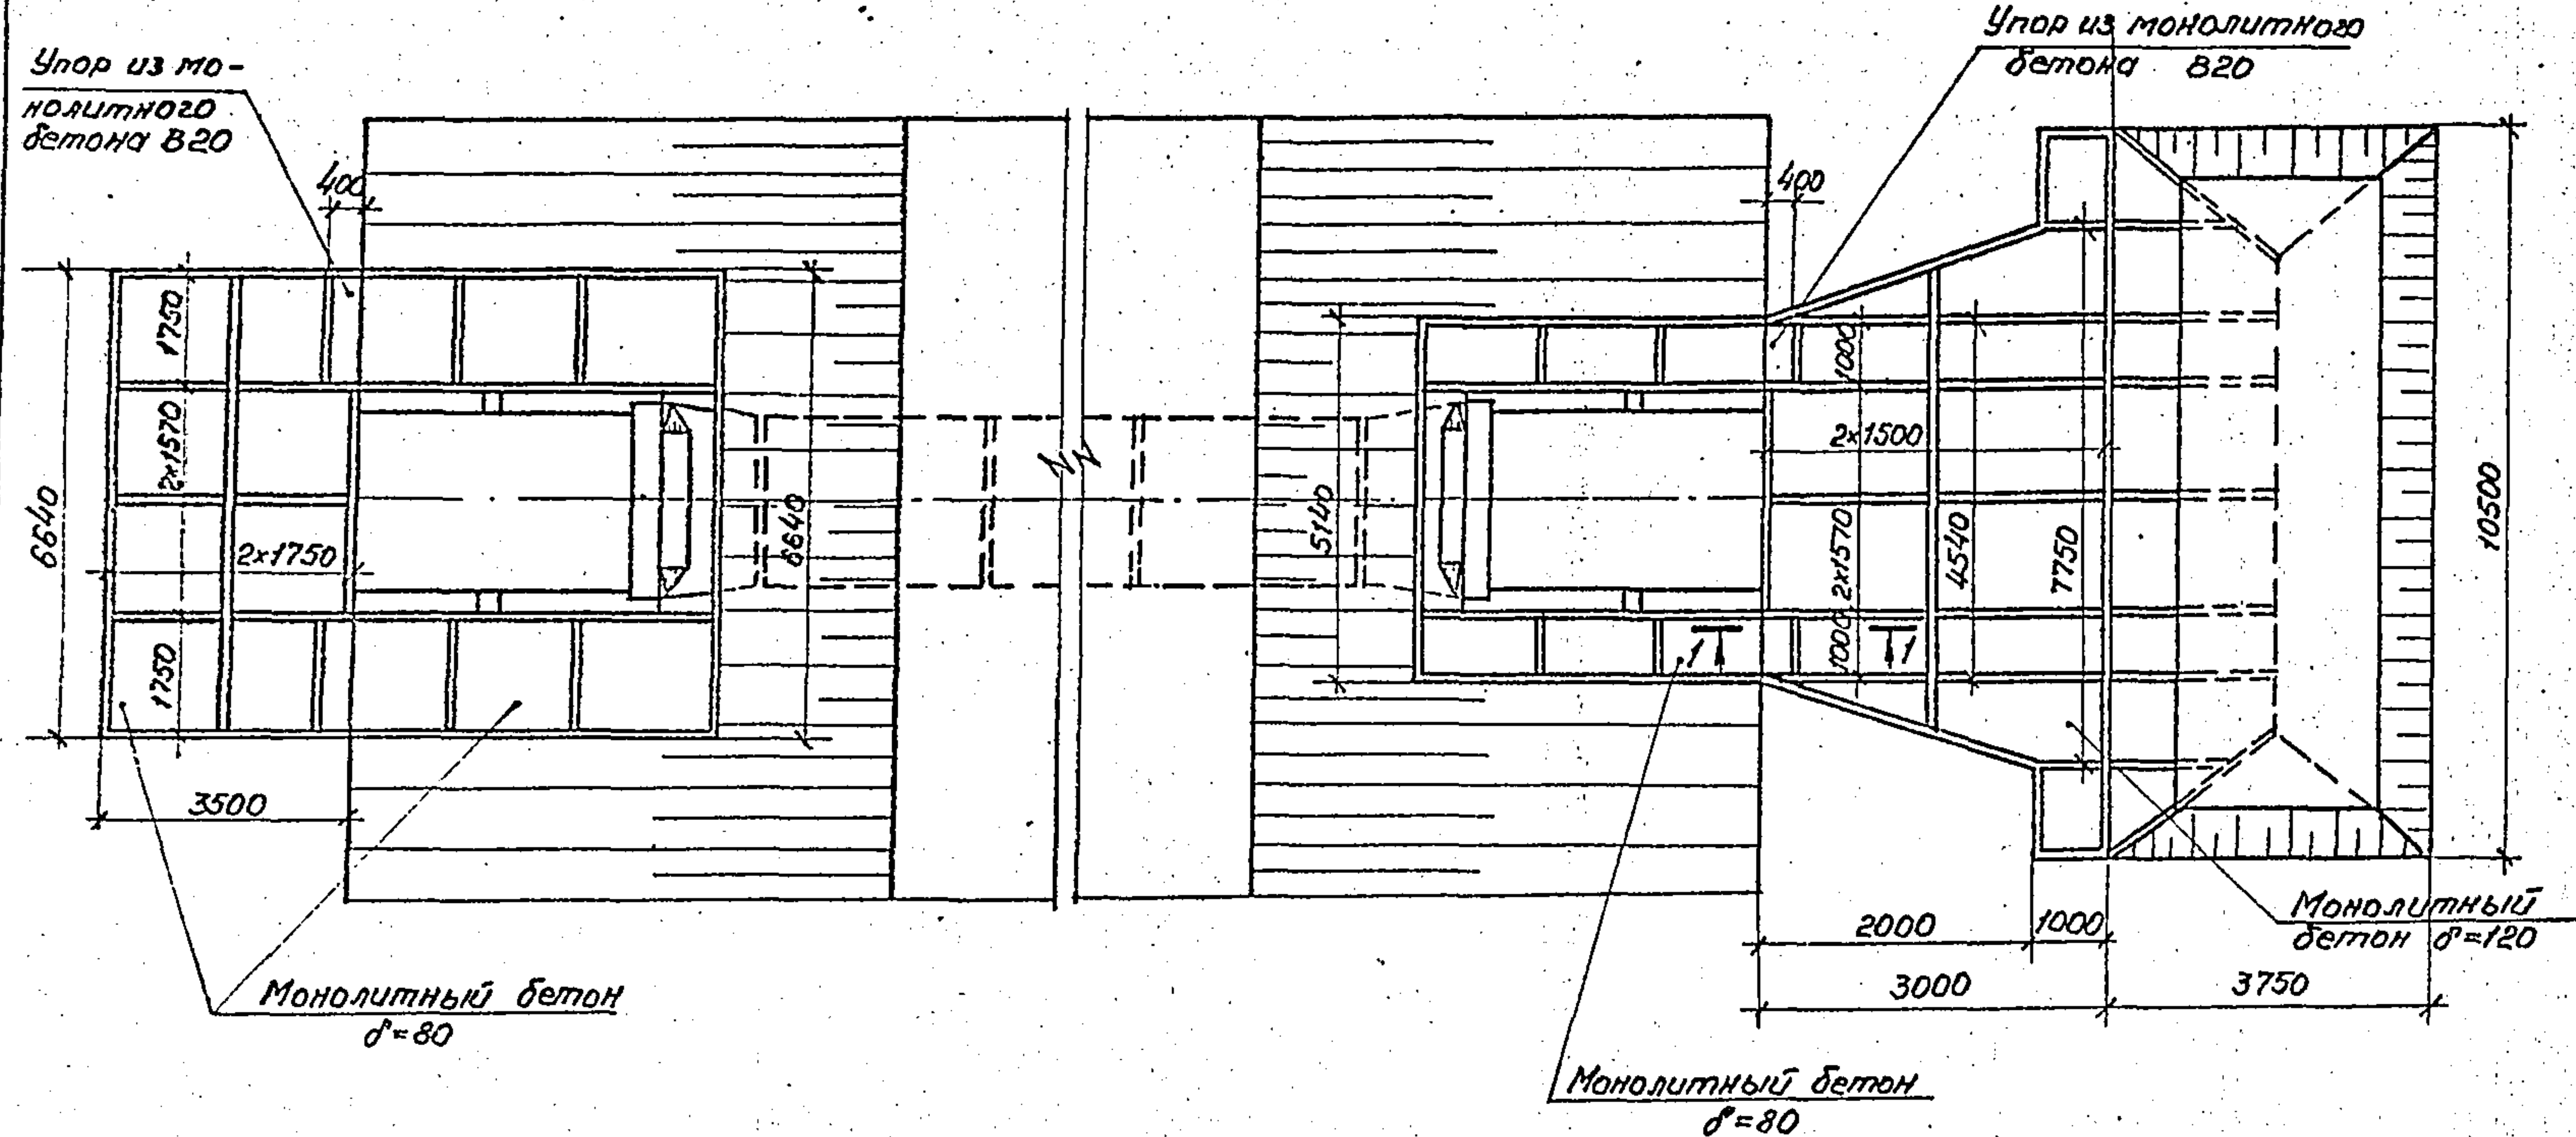 Упор из мо-
нолитного
бетона В20
Упор из монолитного
бетона В20
400
400
1750
2×1570
1750
6640
2×1750
6640
3500
5140
1000
2×1500
1000 2×1570
4540
7750
10500
1
1
2000
1000
3000
3750
Монолитный бетон
δ=80
Монолитный бетон
δ=80
Монолитный
бетон δ=120